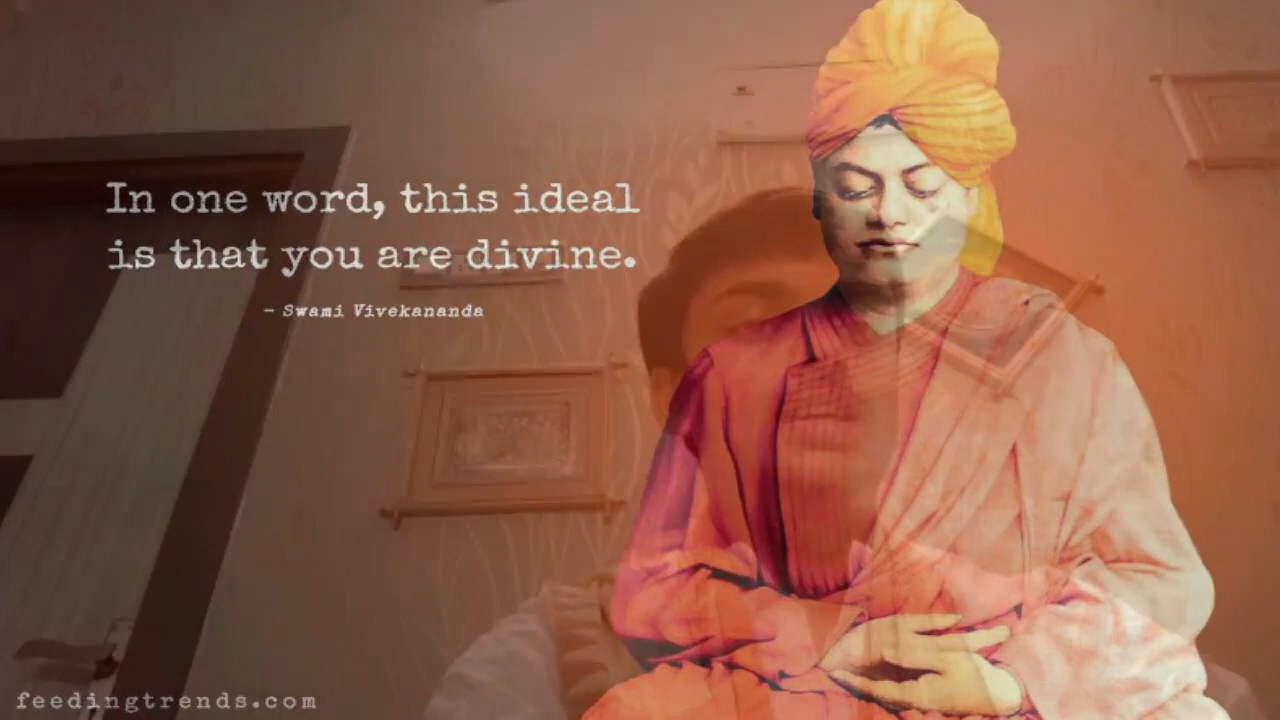 In one word, this ideal
is that you are divine.
- Swami Vivekananda
feedingtrends.com